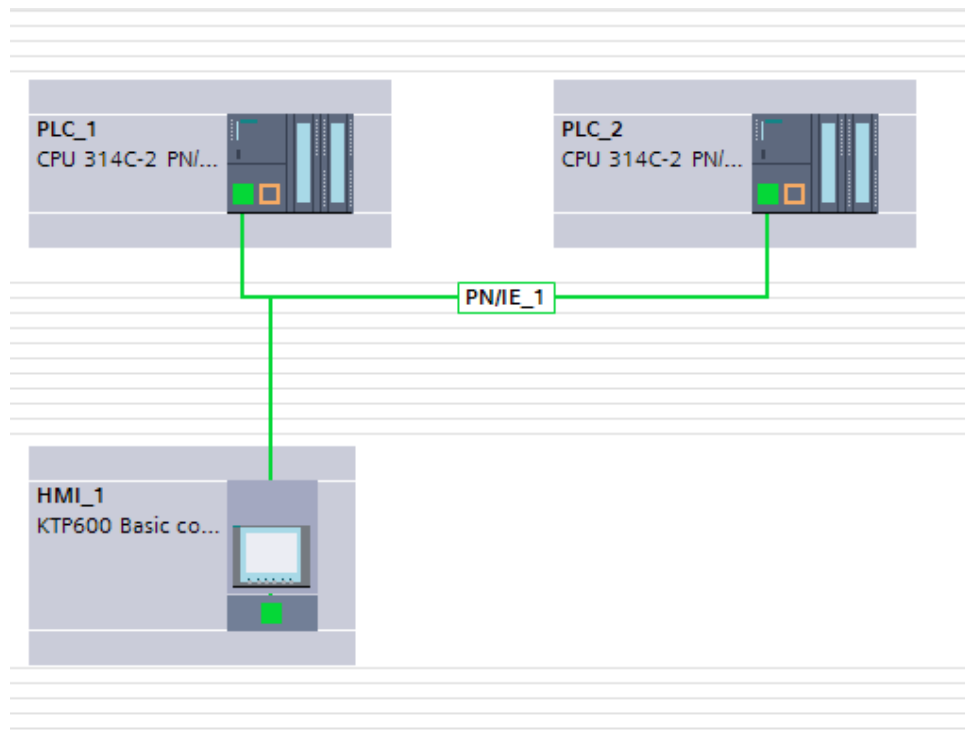 PLC_1
CPU 314C-2 PN/...
PLC_2
CPU 314C-2 PN/...
PN/IE_1
HMI_1
KTP600 Basic co...